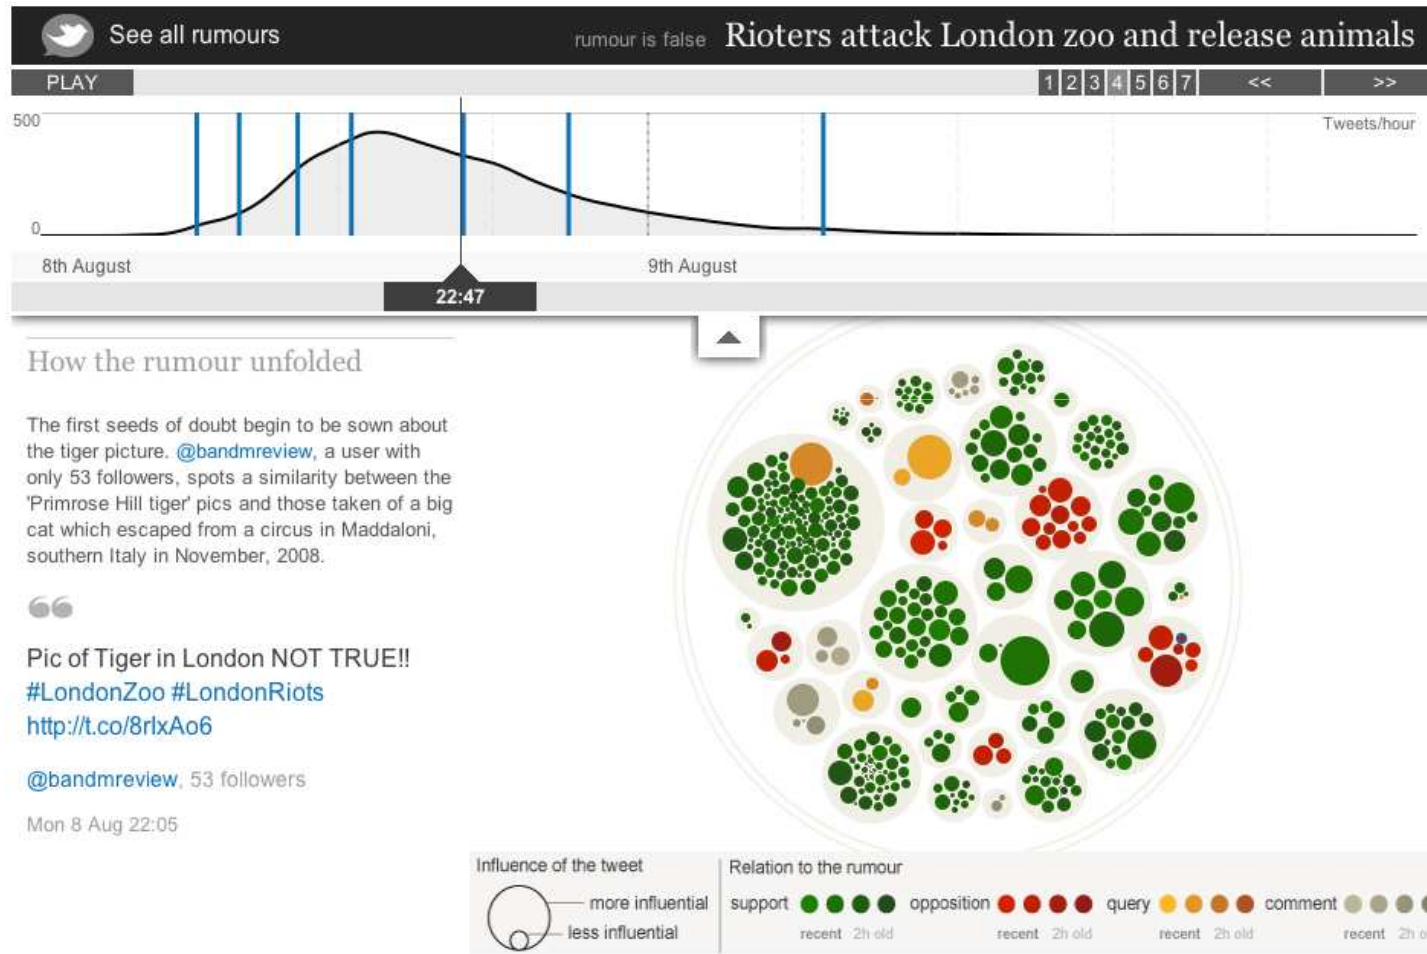 See all rumours
rumour is false Rioters attack London zoo and release animals
PLAY
1 2 3 4 5 6 7 << >>
500
Tweets/hour
0
8th August
9th August
22:47
How the rumour unfolded
The first seeds of doubt begin to be sown about
the tiger picture. @bandmreview, a user with
only 53 followers, spots a similarity between the
'Primrose Hill tiger' pics and those taken of a big
cat which escaped from a circus in Maddaloni,
southern Italy in November, 2008.
Pic of Tiger in London NOT TRUE!!
#LondonZoo #LondonRiots
http://t.co/8rIxAo6
@bandmreview, 53 followers
Mon 8 Aug 22:05
Influence of the tweet
more influential
less influential
Relation to the rumour
support opposition query comment
recent 2h old recent 2h old recent 2h old recent 2h o